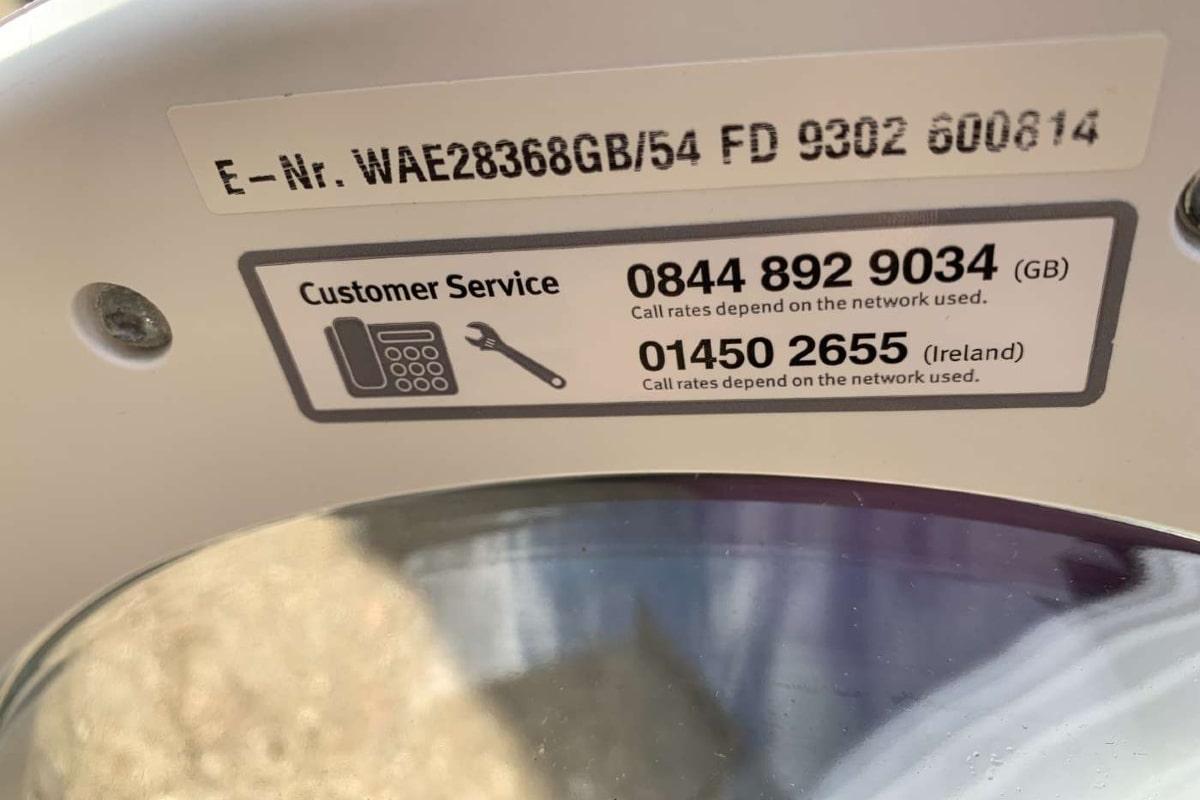 E-Nr. WAE28368GB/54 FD 9302 600814
Customer Service
0844 892 9034 (GB)
Call rates depend on the network used.
01450 2655 (Ireland)
Call rates depend on the network used.